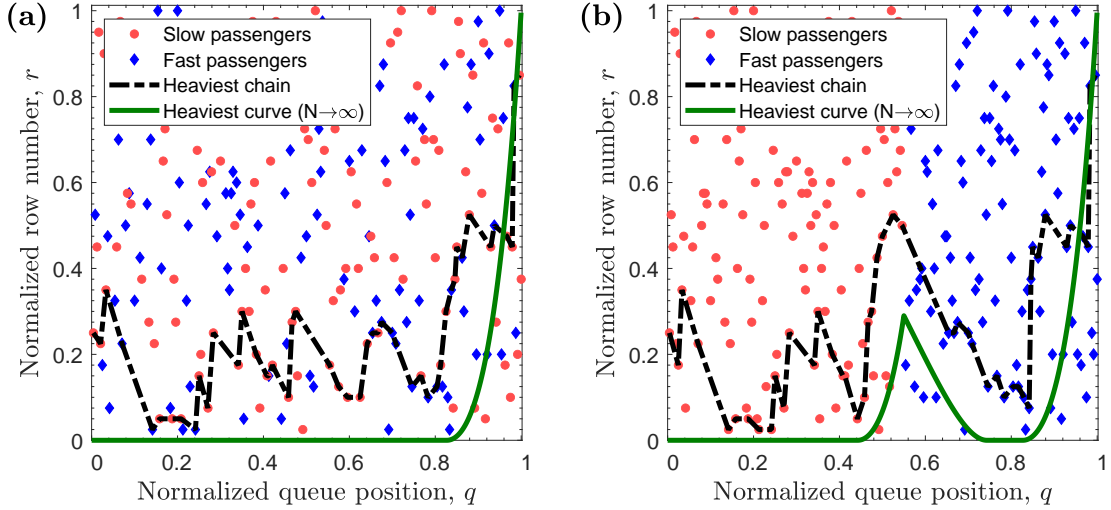 (a)
Slow passengers
Fast passengers
Heaviest chain
Heaviest curve (N→∞)
Normalized row number, r
1
0.8
0.6
0.4
0.2
0
0
0.2
0.4
0.6
0.8
1
Normalized queue position, q
(b)
Slow passengers
Fast passengers
Heaviest chain
Heaviest curve (N→∞)
Normalized row number, r
1
0.8
0.6
0.4
0.2
0
0
0.2
0.4
0.6
0.8
1
Normalized queue position, q